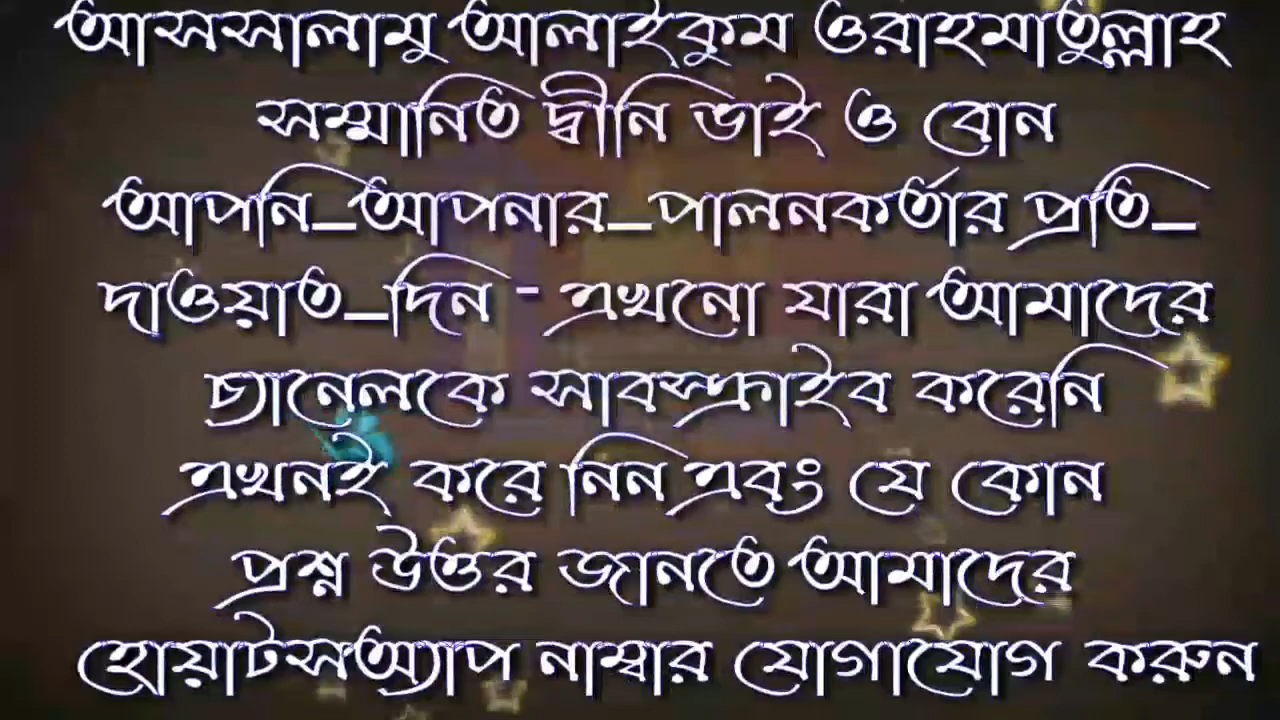 আসসালামু আলাইকুম ওরাহমাতুল্লাহ
সম্মানিত দ্বীনি ভাই ও বোন
আপনি_আপনার_পালনকর্তার প্রতি_
দাওয়াত_দিন - এখনো যারা আমাদের
চ্যানেলকে সাবস্ক্রাইব করেনি
এখনই করে নিন এবং যে কোন
প্রশ্ন উত্তর জানতে আমাদের
হোয়াটসঅ্যাপ নাম্বার যোগাযোগ করুন